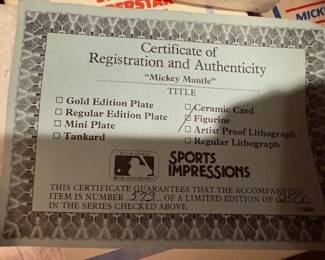 Certificate of
Registration and Authenticity
"Mickey Mantle"
TITLE
Gold Edition Plate
Regular Edition Plate
Mini Plate
Tankard
Ceramic Card
Figurine
Artist Proof Lithograph
Regular Lithograph
SPORTS
IMPRESSIONS
THIS CERTIFICATE GUARANTEES THAT THE ACCOMPANYING
ITEM IS NUMBER 573 OF A LIMITED EDITION OF
IN THE SERIES CHECKED ABOVE.